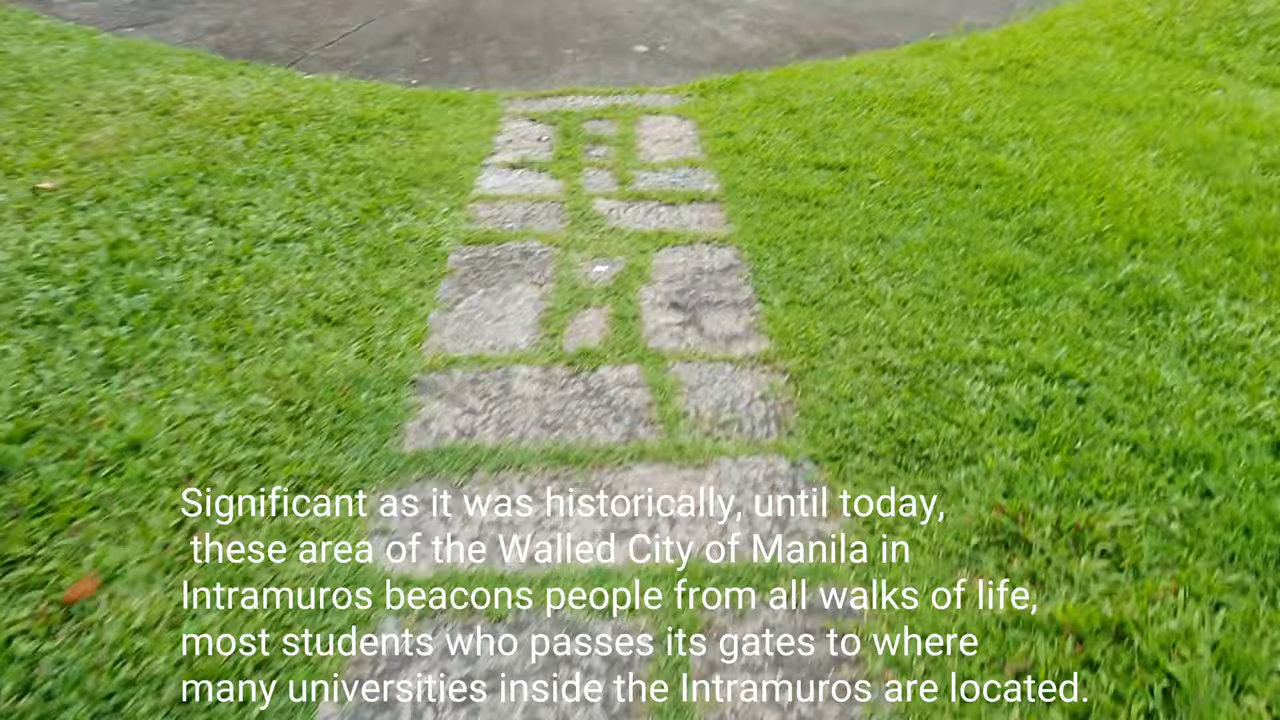 Significant as it was historically, until today,
these area of the Walled City of Manila in
Intramuros beacons people from all walks of life,
most students who passes its gates to where
many universities inside the Intramuros are located.